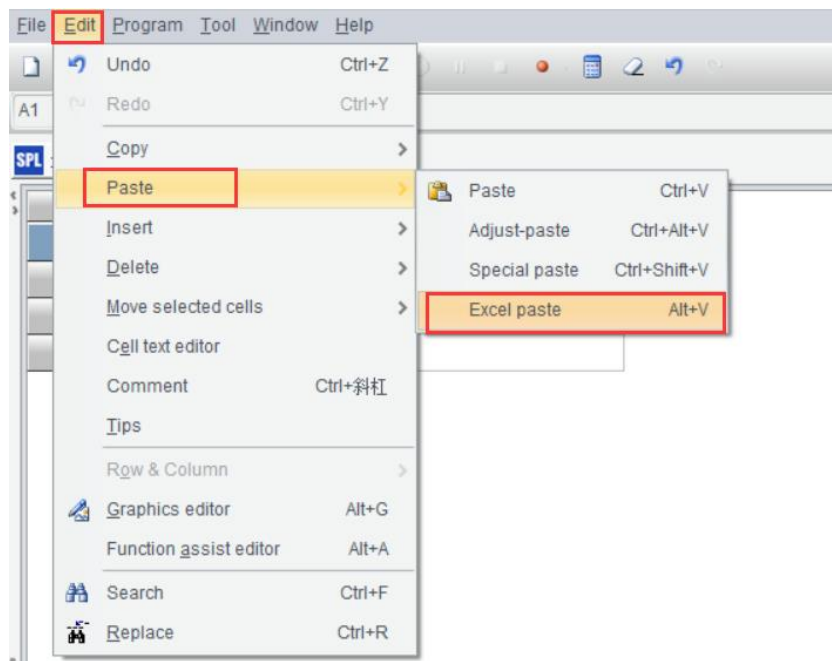 File Edit Program Tool Window Help
Undo Ctrl+Z
A1 Redo Ctrl+Y
Copy
SPL
Paste
Paste Ctrl+V
Insert
Adjust-paste Ctrl+Alt+V
Delete
Special paste Ctrl+Shift+V
Move selected cells
Excel paste Alt+V
Cell text editor
Comment Ctrl+斜杠
Tips
Row & Column
Graphics editor Alt+G
Function assist editor Alt+A
Search Ctrl+F
Replace Ctrl+R